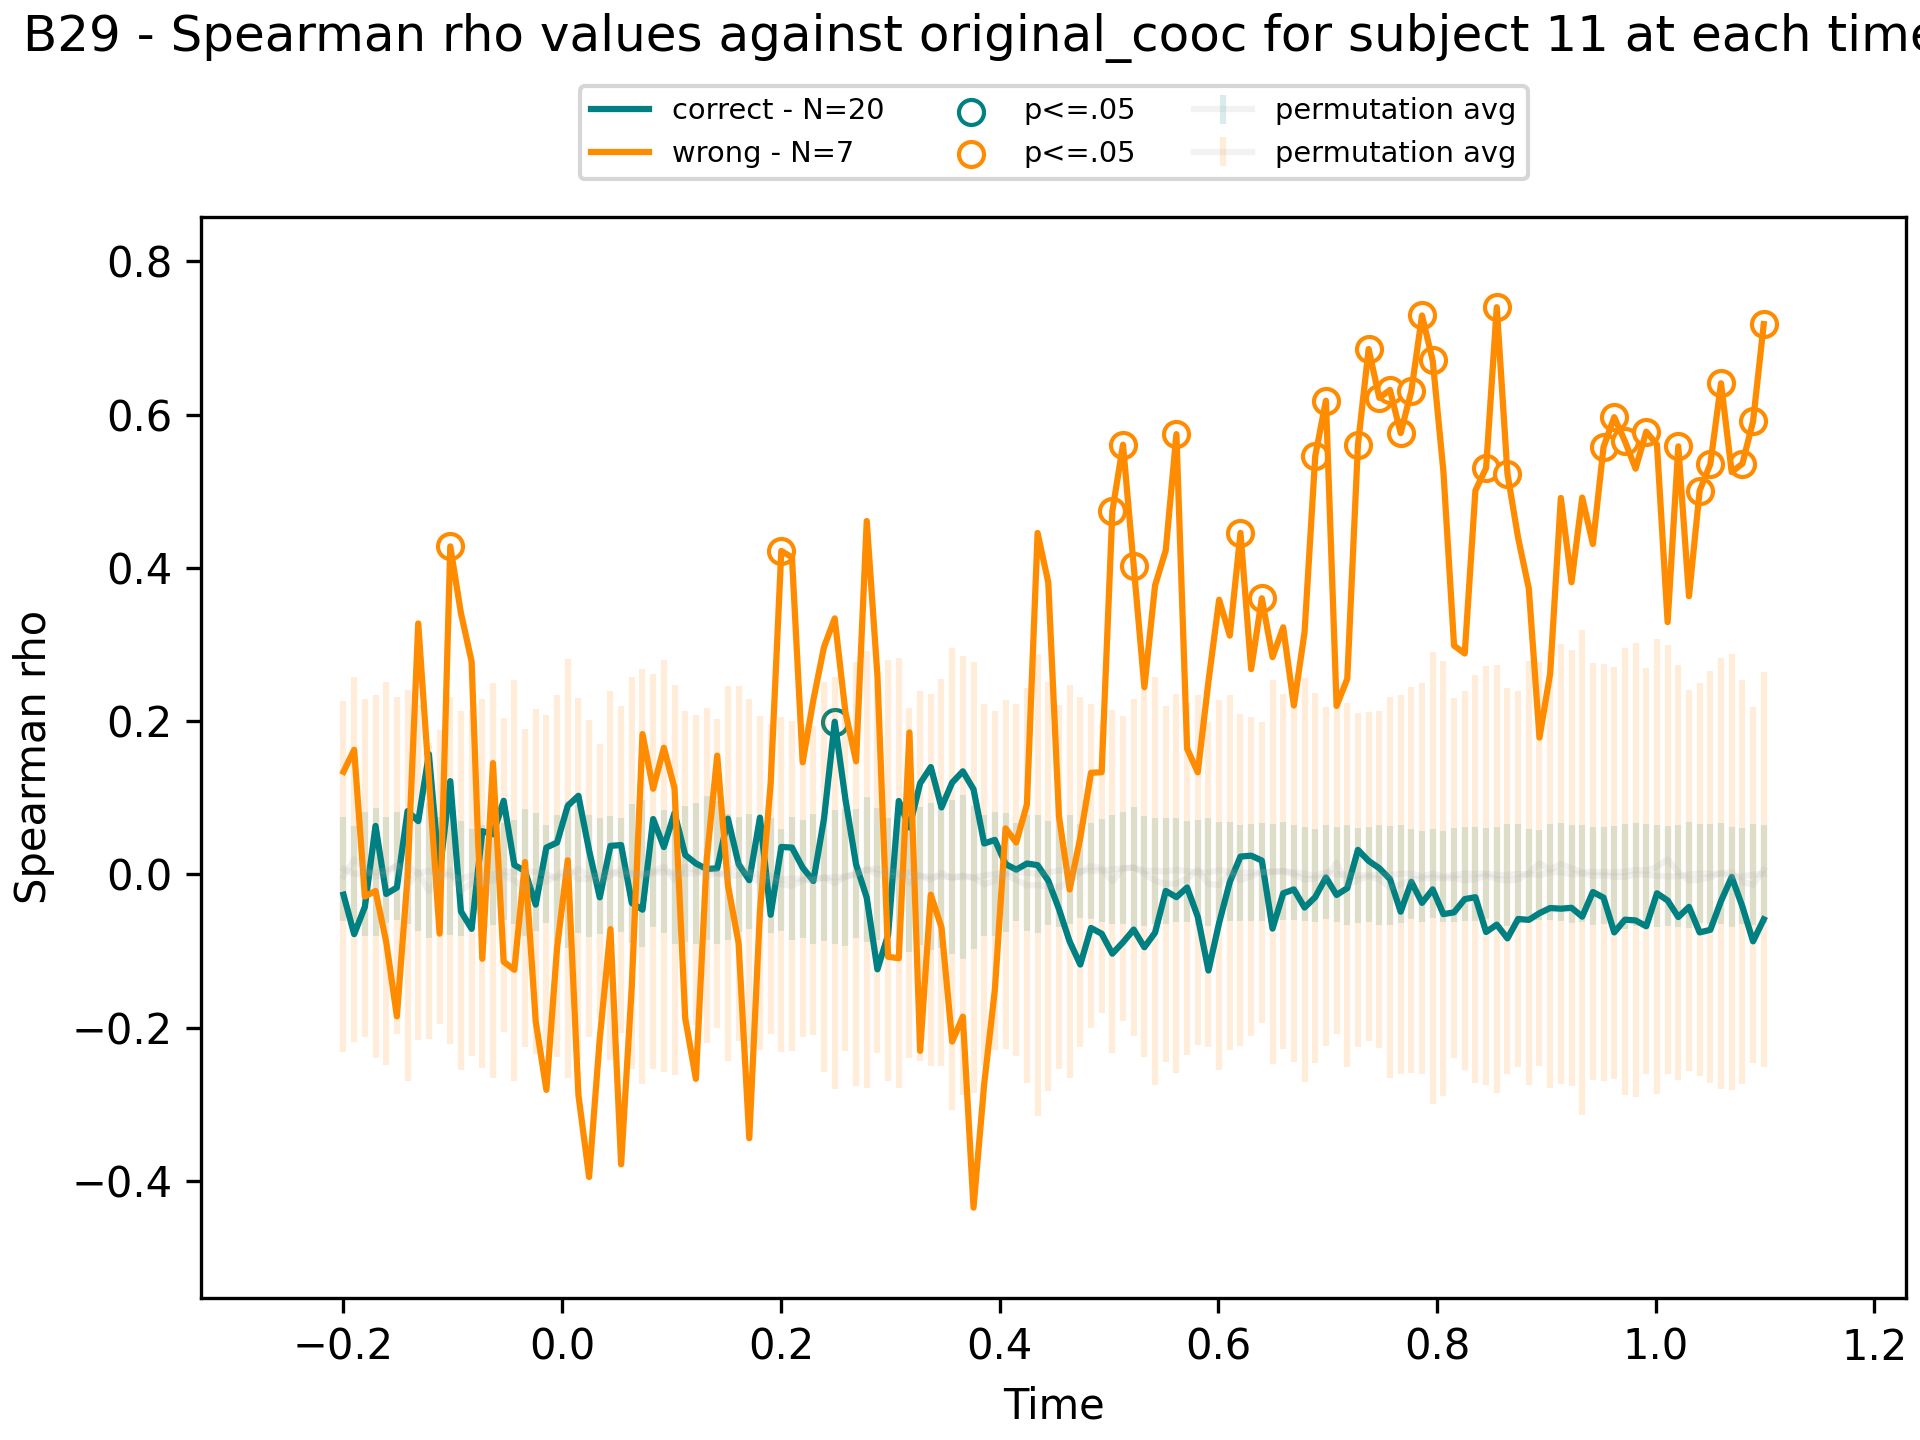 B29 - Spearman rho values against original_cooc for subject 11 at each time
correct - N=20
wrong - N=7
p<=.05
p<=.05
permutation avg
permutation avg
0.8
0.6
0.4
0.2
0.0
−0.2
−0.4
Spearman rho
−0.2 0.0 0.2 0.4 0.6 0.8 1.0 1.2
Time